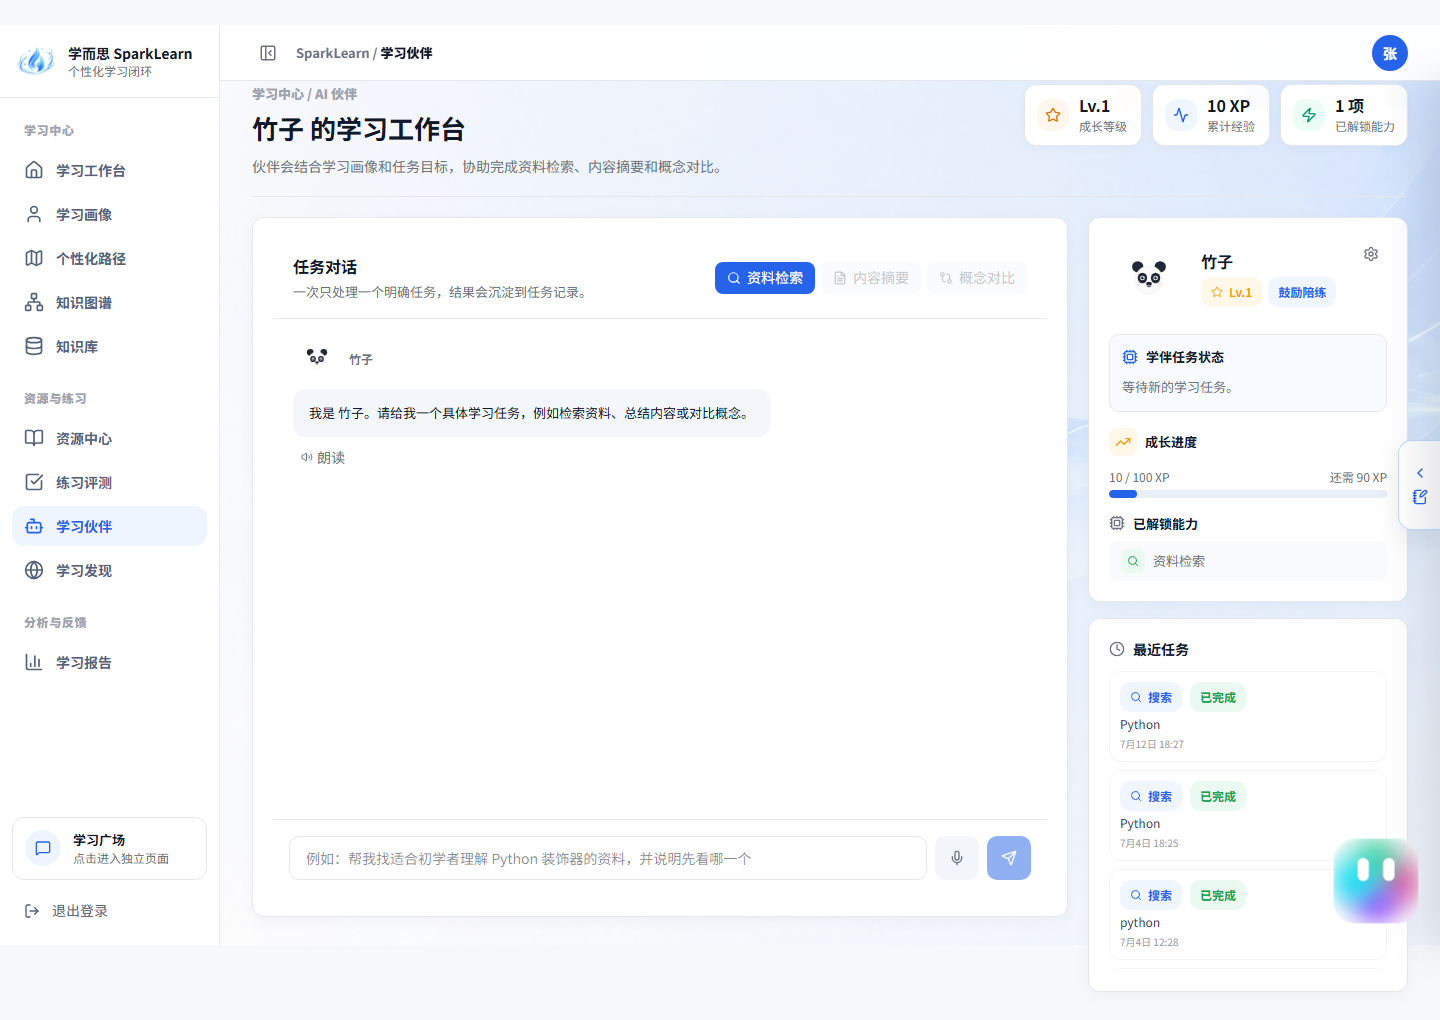 学而思 SparkLearn
个性化学习闭环
学习中心
学习工作台
学习画像
个性化路径
知识图谱
知识库
资源与练习
资源中心
练习评测
学习伙伴
学习发现
分析与反馈
学习报告
学习广场
点击进入独立页面
退出登录
SparkLearn / 学习伙伴
张
学习中心 / AI 伙伴
竹子 的学习工作台
伙伴会结合学习画像和任务目标，协助完成资料检索、内容摘要和概念对比。
Lv.1
成长等级
10 XP
累计经验
1 项
已解锁能力
任务对话
一次只处理一个明确任务，结果会沉淀到任务记录。
资料检索
内容摘要
概念对比
竹子
我是 竹子。请给我一个具体学习任务，例如检索资料、总结内容或对比概念。
朗读
例如：帮我找适合初学者理解 Python 装饰器的资料，并说明先看哪一个
竹子
Lv.1
鼓励陪练
学伴任务状态
等待新的学习任务。
成长进度
10 / 100 XP
还需 90 XP
已解锁能力
资料检索
最近任务
搜索 已完成
Python
7月12日 18:27
搜索 已完成
Python
7月4日 18:25
搜索 已完成
python
7月4日 12:28